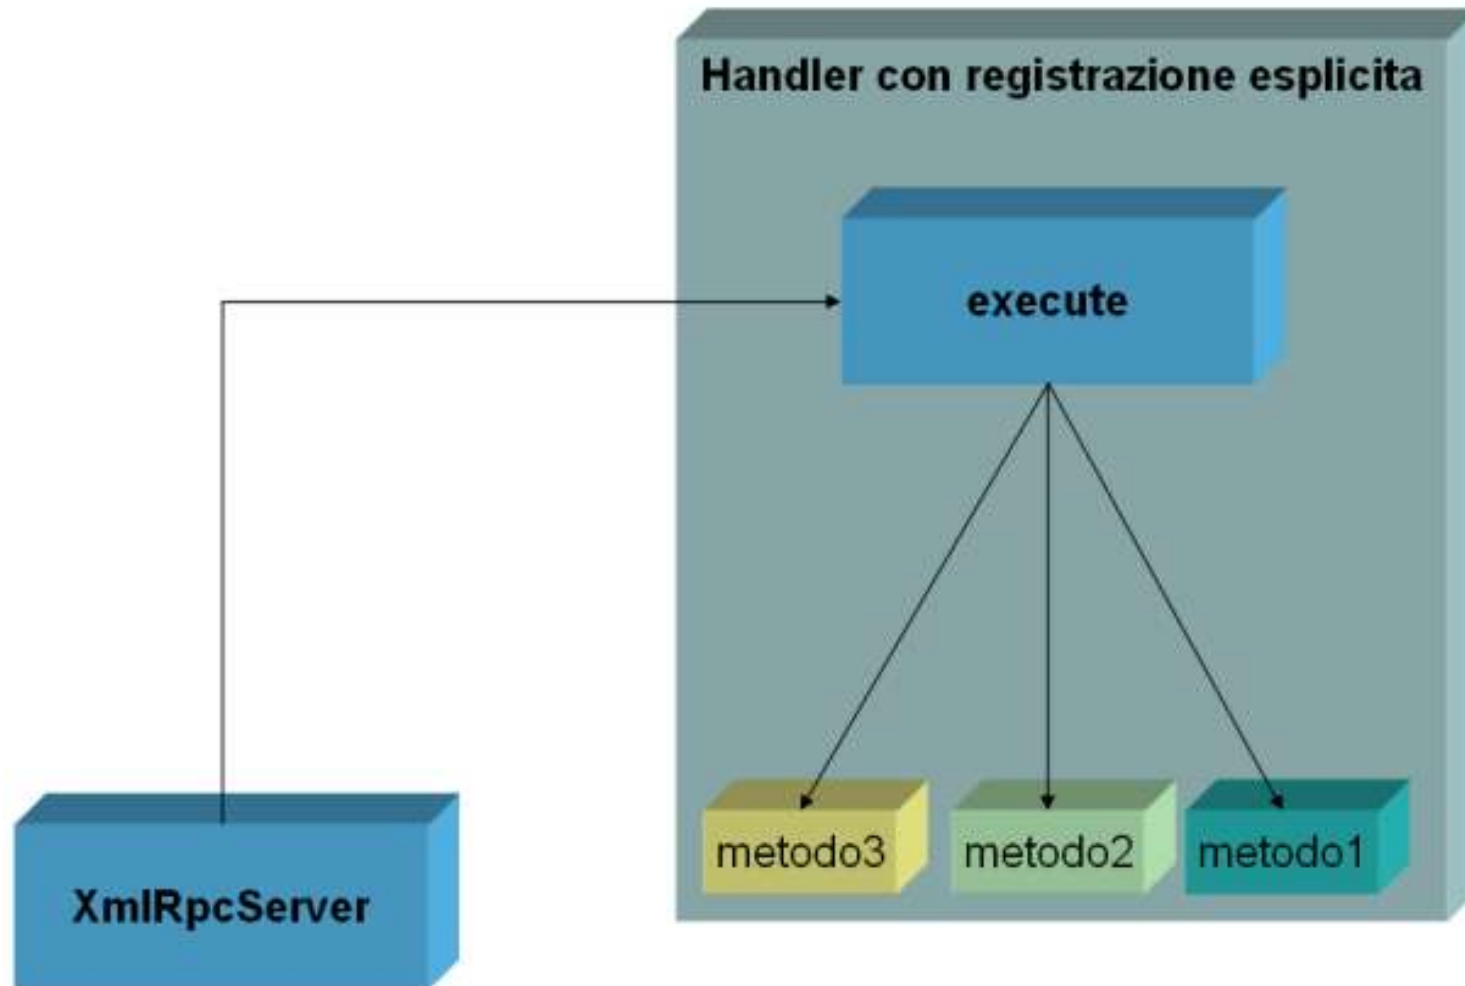 Handler con registrazione esplicita
execute
metodo3
metodo2
metodo1
XmlRpcServer